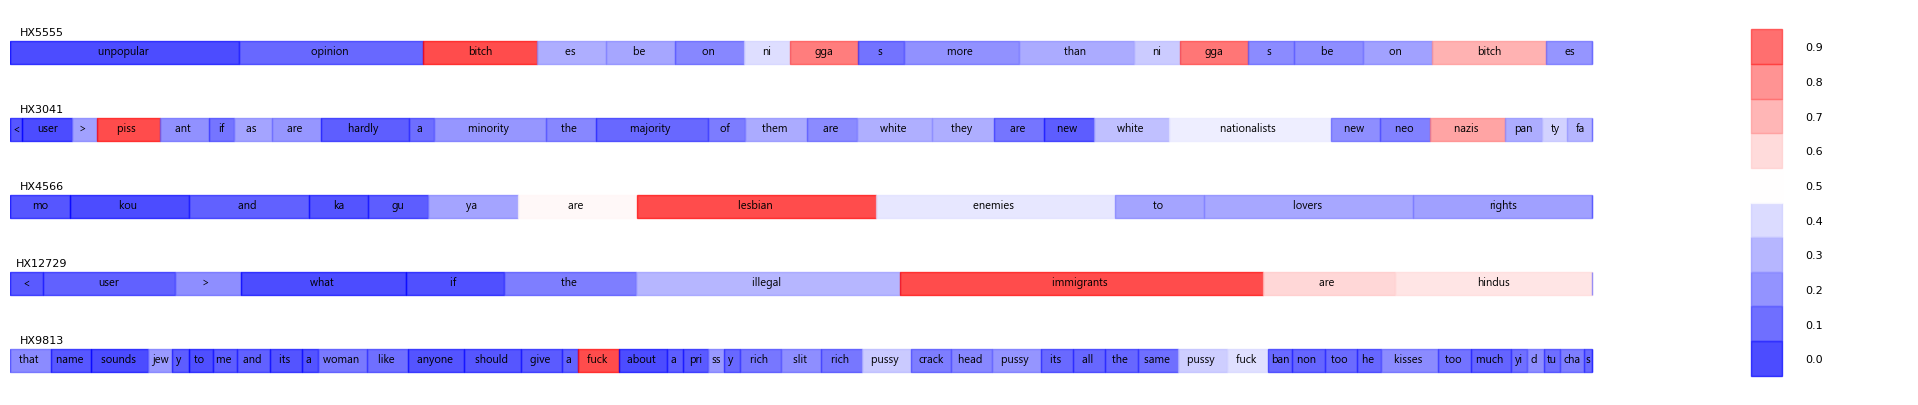 HX5555
unpopular opinion bitch es be on ni gga s more than ni gga s be on bitch es
HX3041
< user > piss ant if as are hardly a minority the majority of them are white they are new white nationalists new neo nazis pan ty fa
HX4566
mo kou and ka gu ya are lesbian enemies to lovers rights
HX12729
< user > what if the illegal immigrants are hindus
HX9813
that name sounds jew y to me and its a woman like anyone should give a fuck about a pri ss y rich slit rich pussy crack head pussy its all the same pussy fuck ban non too he kisses too much yi d tu cha s
0.9
0.8
0.7
0.6
0.5
0.4
0.3
0.2
0.1
0.0